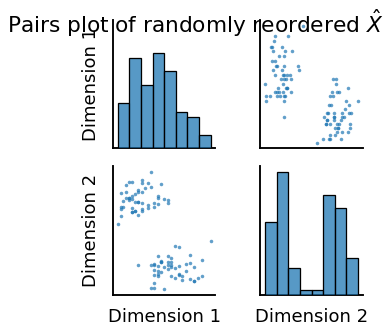 Pairs plot of randomly reordered X̂
Dimension 1
Dimension 2
Dimension 1 Dimension 2